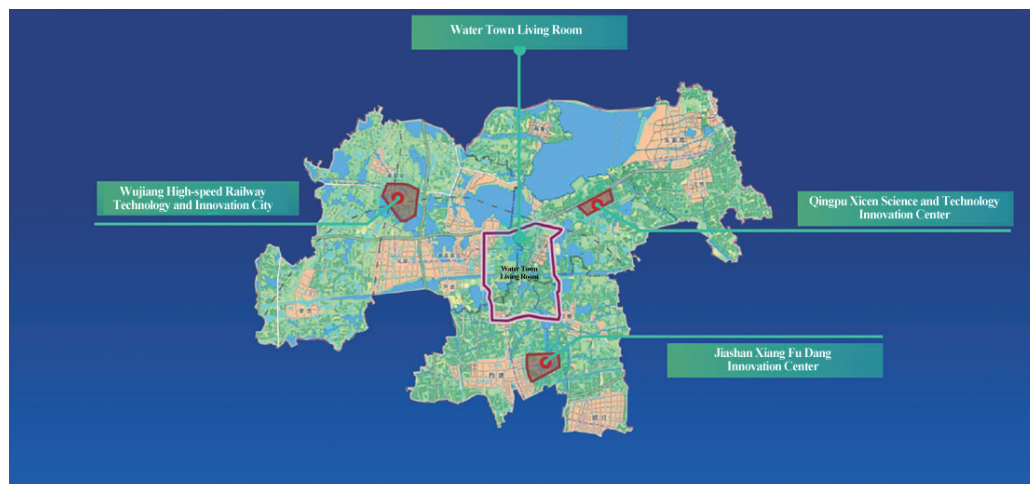 Water Town Living Room
Wujiang High-speed Railway
Technology and Innovation City
Qingpu Xicen Science and Technology
Innovation Center
Water Town
Living Room
Jiashan Xiang Fu Dang
Innovation Center